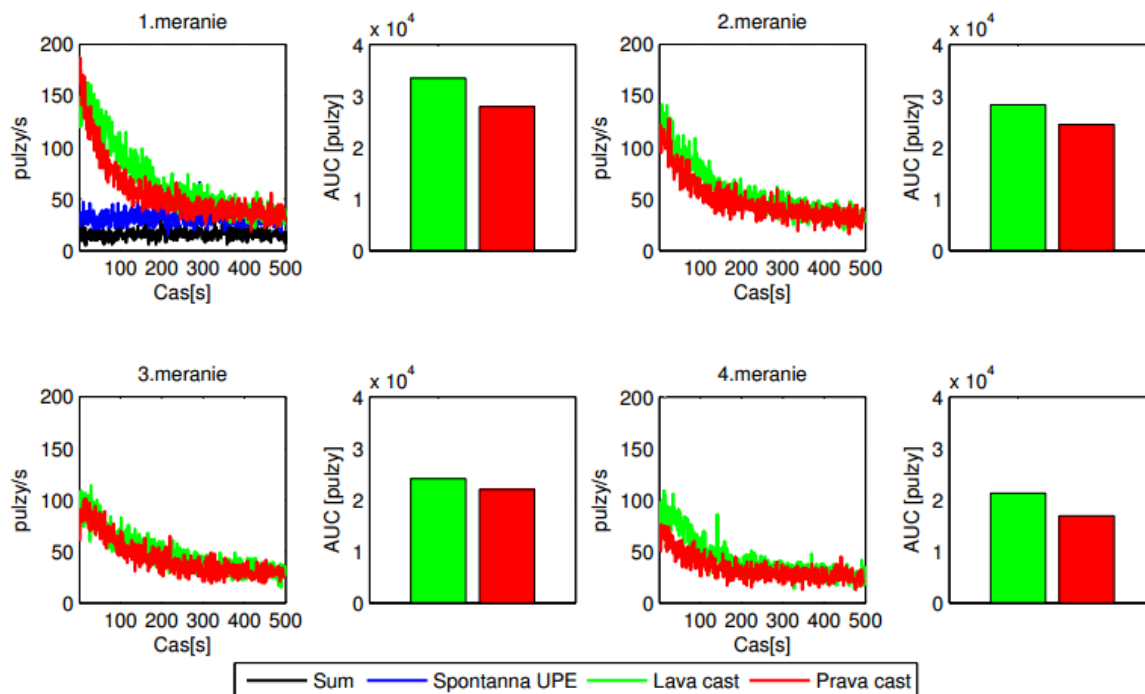 1.meranie
pulzy/s
200
150
100
50
0
100 200 300 400 500
Cas[s]
x 10^4
AUC [pulzy]
4
3
2
1
0
2.meranie
pulzy/s
200
150
100
50
0
100 200 300 400 500
Cas[s]
x 10^4
AUC [pulzy]
4
3
2
1
0
3.meranie
pulzy/s
200
150
100
50
0
100 200 300 400 500
Cas[s]
x 10^4
AUC [pulzy]
4
3
2
1
0
4.meranie
pulzy/s
200
150
100
50
0
100 200 300 400 500
Cas[s]
x 10^4
AUC [pulzy]
4
3
2
1
0
Sum Spontanna UPE Lava cast Prava cast